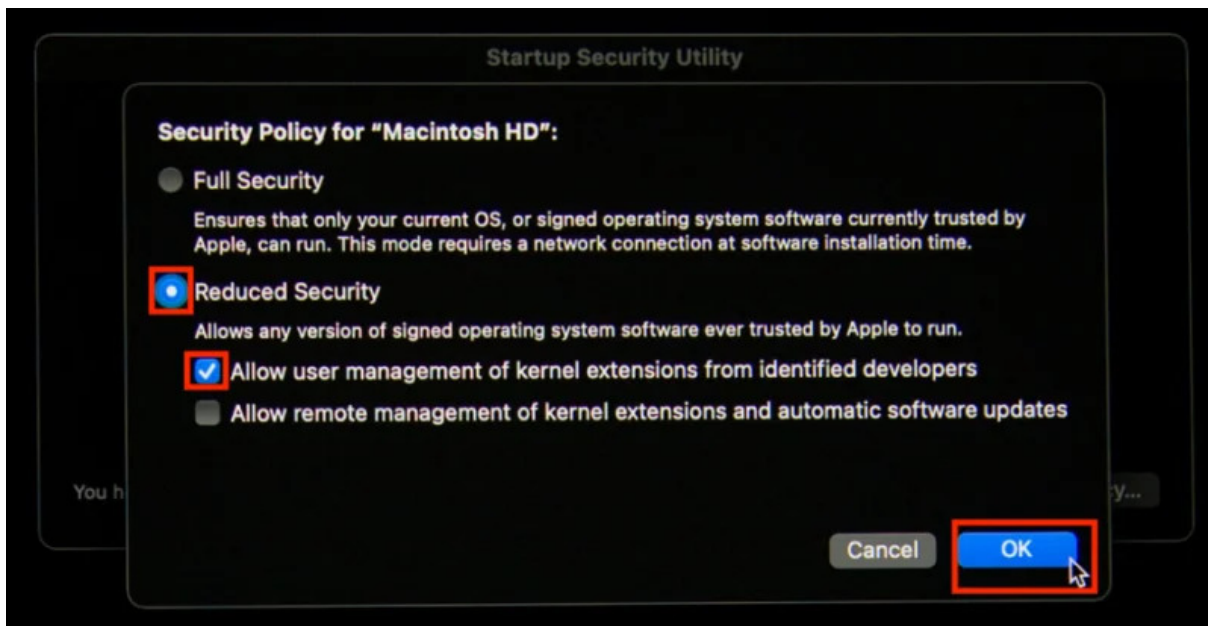 Startup Security Utility
Security Policy for “Macintosh HD”:
Full Security
Ensures that only your current OS, or signed operating system software currently trusted by
Apple, can run. This mode requires a network connection at software installation time.
Reduced Security
Allows any version of signed operating system software ever trusted by Apple to run.
Allow user management of kernel extensions from identified developers
Allow remote management of kernel extensions and automatic software updates
You h
y...
Cancel
OK